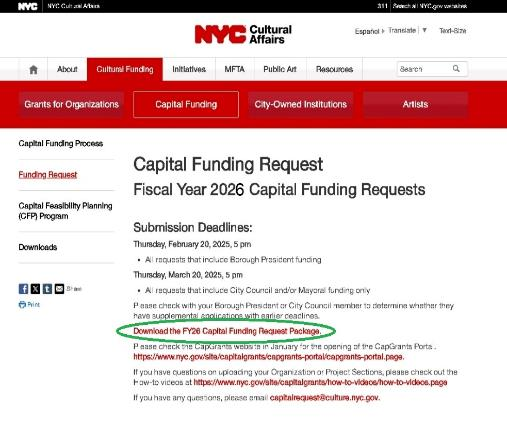 NYC NYC Cultural Affairs 311 Search all NYC.gov websites
NYC Cultural Affairs
Español Translate Text-Size
About Cultural Funding Initiatives MFTA Public Art Resources Search
Grants for Organizations Capital Funding City-Owned Institutions Artists
Capital Funding Process
Funding Request
Capital Feasibility Planning
(CFP) Program
Downloads
Share
Print
Capital Funding Request
Fiscal Year 2026 Capital Funding Requests
Submission Deadlines:
Thursday, February 20, 2025, 5 pm
• All requests that include Borough President funding
Thursday, March 20, 2025, 5 pm
• All requests that include City Council and/or Mayoral funding only
Please check with your Borough President or City Council member to determine whether they
have supplemental applications with earlier deadlines.
Download the FY26 Capital Funding Request Package.
Please check the CapGrants website in January for the opening of the CapGrants Portal.
https://www.nyc.gov/site/capitalgrants/capgrants-portal/capgrants-portal.page.
If you have questions on uploading your Organization or Project Sections, please check out the
How-To videos at https://www.nyc.gov/site/capitalgrants/how-to-videos/how-to-videos.page
If you have any questions, please email capitalrequest@culture.nyc.gov.